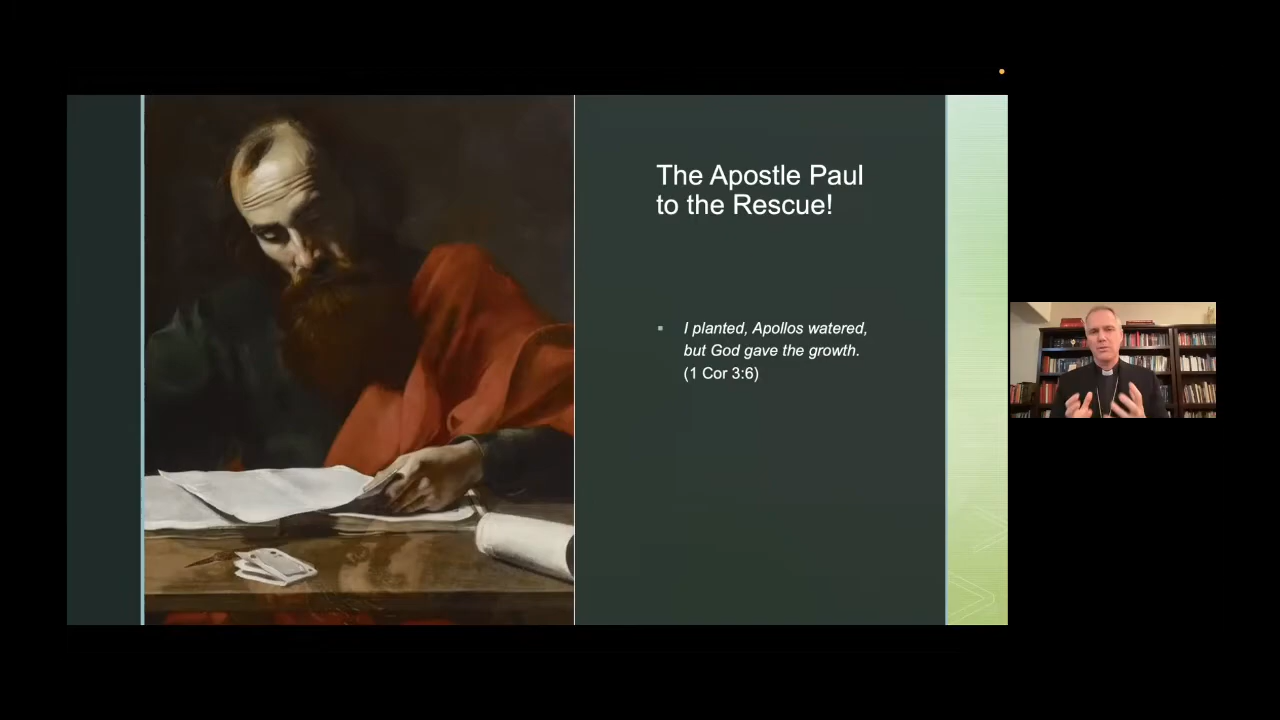 The Apostle Paul
to the Rescue!
▪ I planted, Apollos watered,
but God gave the growth.
(1 Cor 3:6)